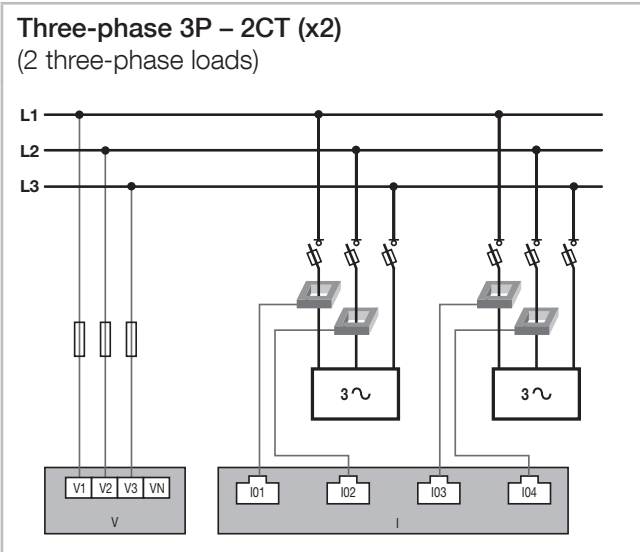 Three-phase 3P – 2CT (x2)
(2 three-phase loads)
L1
L2
L3
3 3
V1 V2 V3 VN
I01 I02 I03 I04
V I